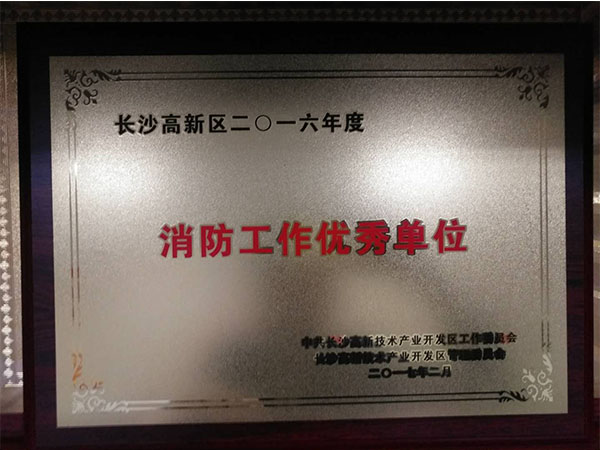 长沙高新区二〇一六年度
消防工作优秀单位
中共长沙高新技术产业开发区工作委员会
长沙高新技术产业开发区管理委员会
二〇一七年二月